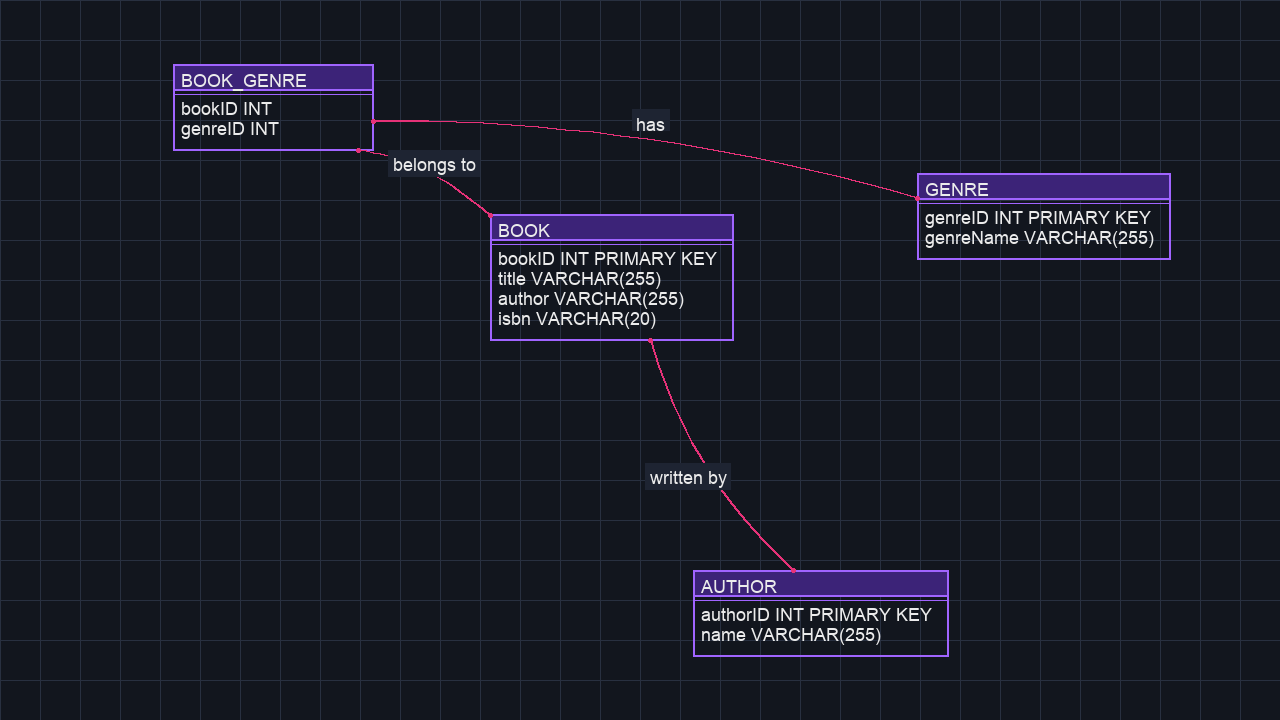 BOOK_GENRE
bookID INT
genreID INT
has
belongs to
GENRE
genreID INT PRIMARY KEY
genreName VARCHAR(255)
BOOK
bookID INT PRIMARY KEY
title VARCHAR(255)
author VARCHAR(255)
isbn VARCHAR(20)
written by
AUTHOR
authorID INT PRIMARY KEY
name VARCHAR(255)